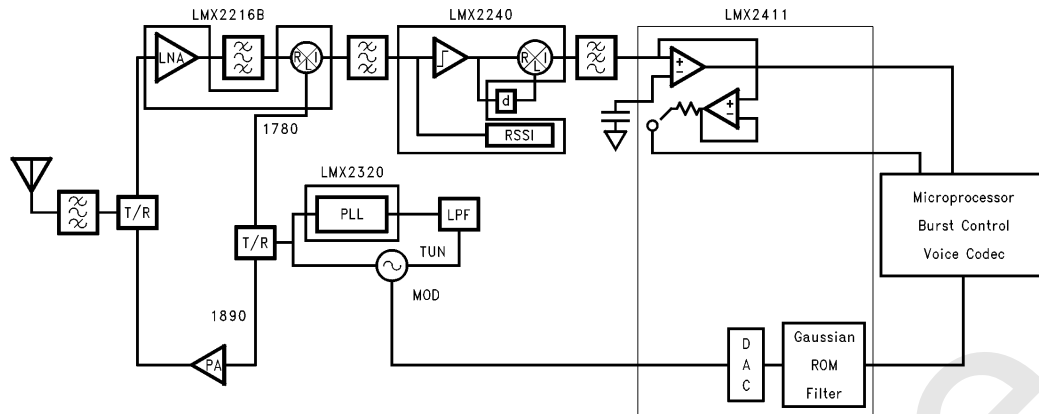 LMX2216B
LMX2240
LMX2411
LNA
R I
L
R I
L
d
RSSI
1780
+
−
+
−
LMX2320
PLL
LPF
T/R
T/R
TUN
MOD
Microprocessor
Burst Control
Voice Codec
1890
PA
D
A
C
Gaussian
ROM
Filter